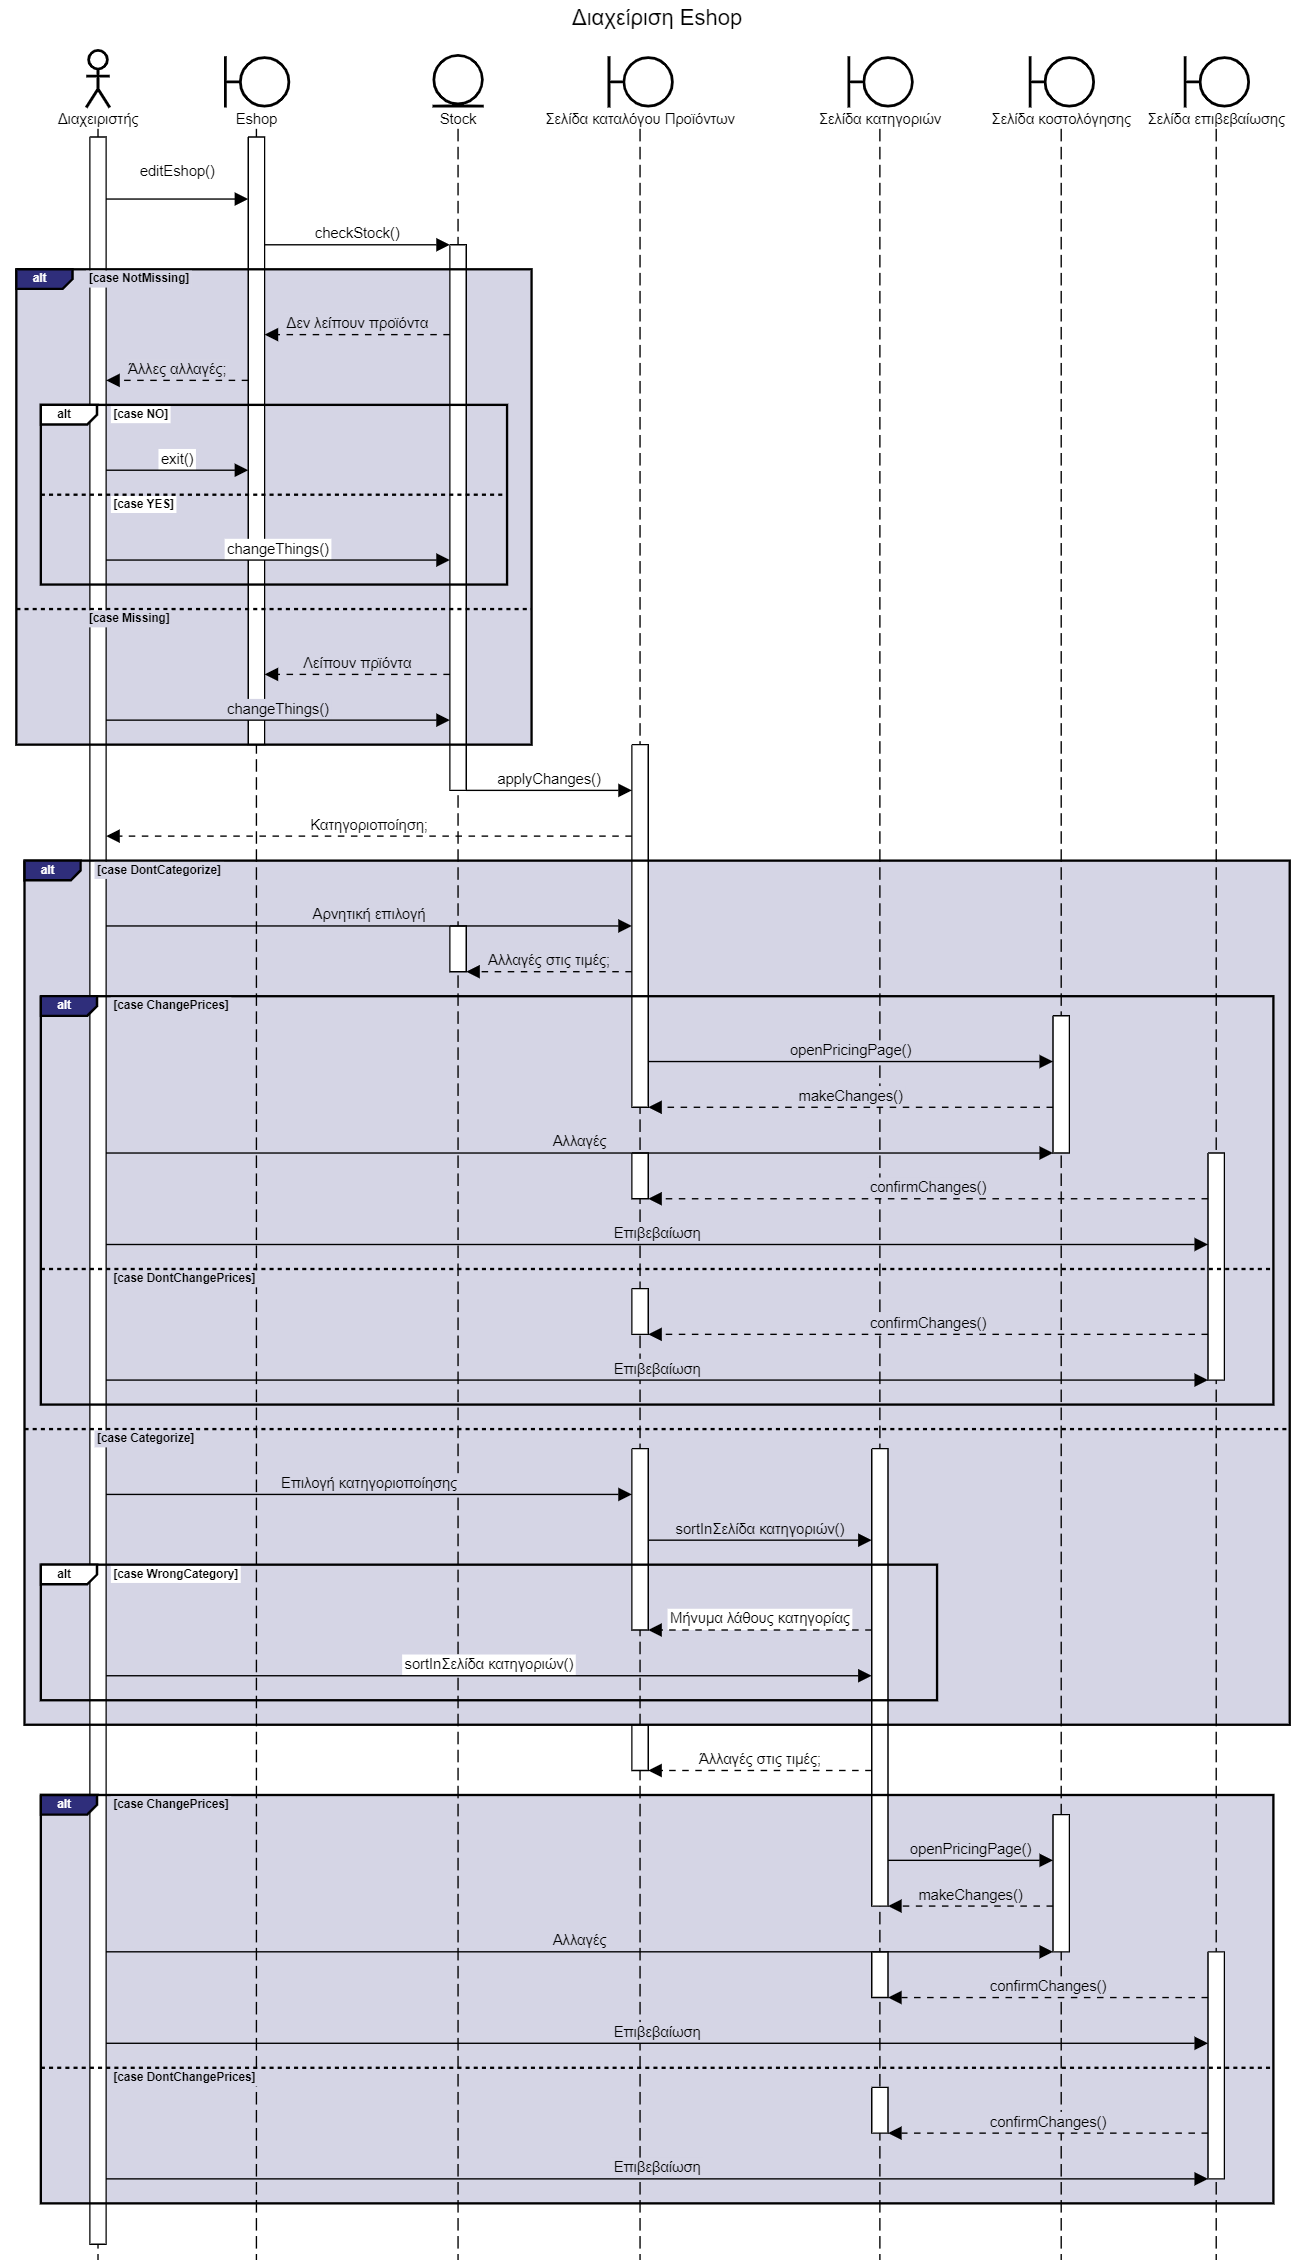 Διαχείριση Eshop
Διαχειριστής
Eshop
Stock
Σελίδα καταλόγου Προϊόντων
Σελίδα κατηγοριών
Σελίδα κοστολόγησης
Σελίδα επιβεβαίωσης
editEshop()
checkStock()
alt
[case NotMissing]
Δεν λείπουν προϊόντα
Άλλες αλλαγές;
alt
[case NO]
exit()
[case YES]
changeThings()
[case Missing]
Λείπουν πρϊόντα
changeThings()
applyChanges()
Κατηγοριοποίηση;
alt
[case DontCategorize]
Αρνητική επιλογή
Αλλαγές στις τιμές;
alt
[case ChangePrices]
openPricingPage()
makeChanges()
Αλλαγές
confirmChanges()
Επιβεβαίωση
[case DontChangePrices]
confirmChanges()
Επιβεβαίωση
[case Categorize]
Επιλογή κατηγοριοποίησης
sortInΣελίδα κατηγοριών()
alt
[case WrongCategory]
Μήνυμα λάθους κατηγορίας
sortInΣελίδα κατηγοριών()
Άλλαγές στις τιμές;
alt
[case ChangePrices]
openPricingPage()
makeChanges()
Αλλαγές
confirmChanges()
Επιβεβαίωση
[case DontChangePrices]
confirmChanges()
Επιβεβαίωση